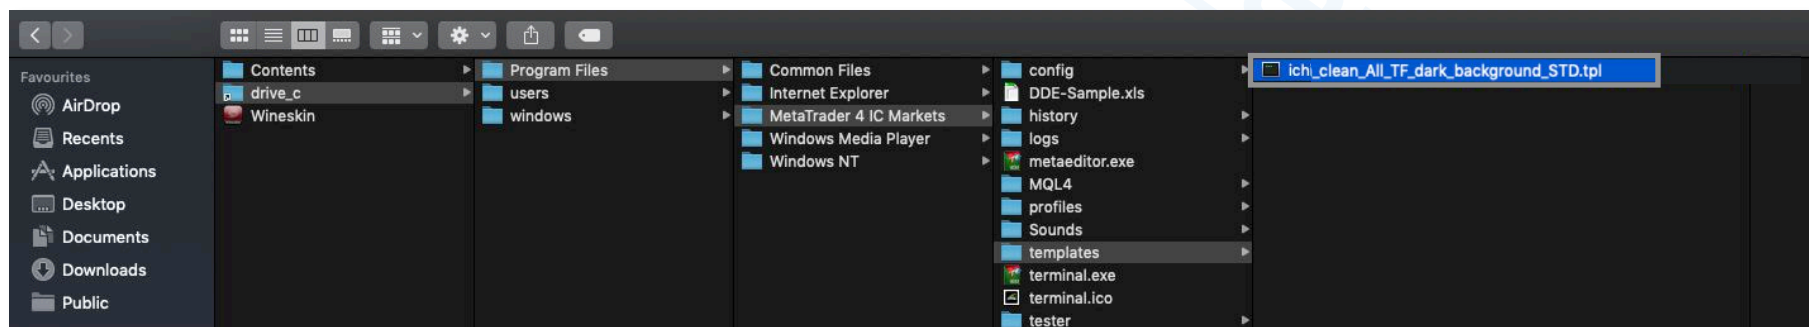 Favourites
AirDrop
Recents
Applications
Desktop
Documents
Downloads
Public
Contents
drive_c
Wineskin
Program Files
users
windows
Common Files
Internet Explorer
MetaTrader 4 IC Markets
Windows Media Player
Windows NT
config
DDE-Sample.xls
history
logs
metaeditor.exe
MQL4
profiles
Sounds
templates
terminal.exe
terminal.ico
tester
ichi_clean_All_TF_dark_background_STD.tpl